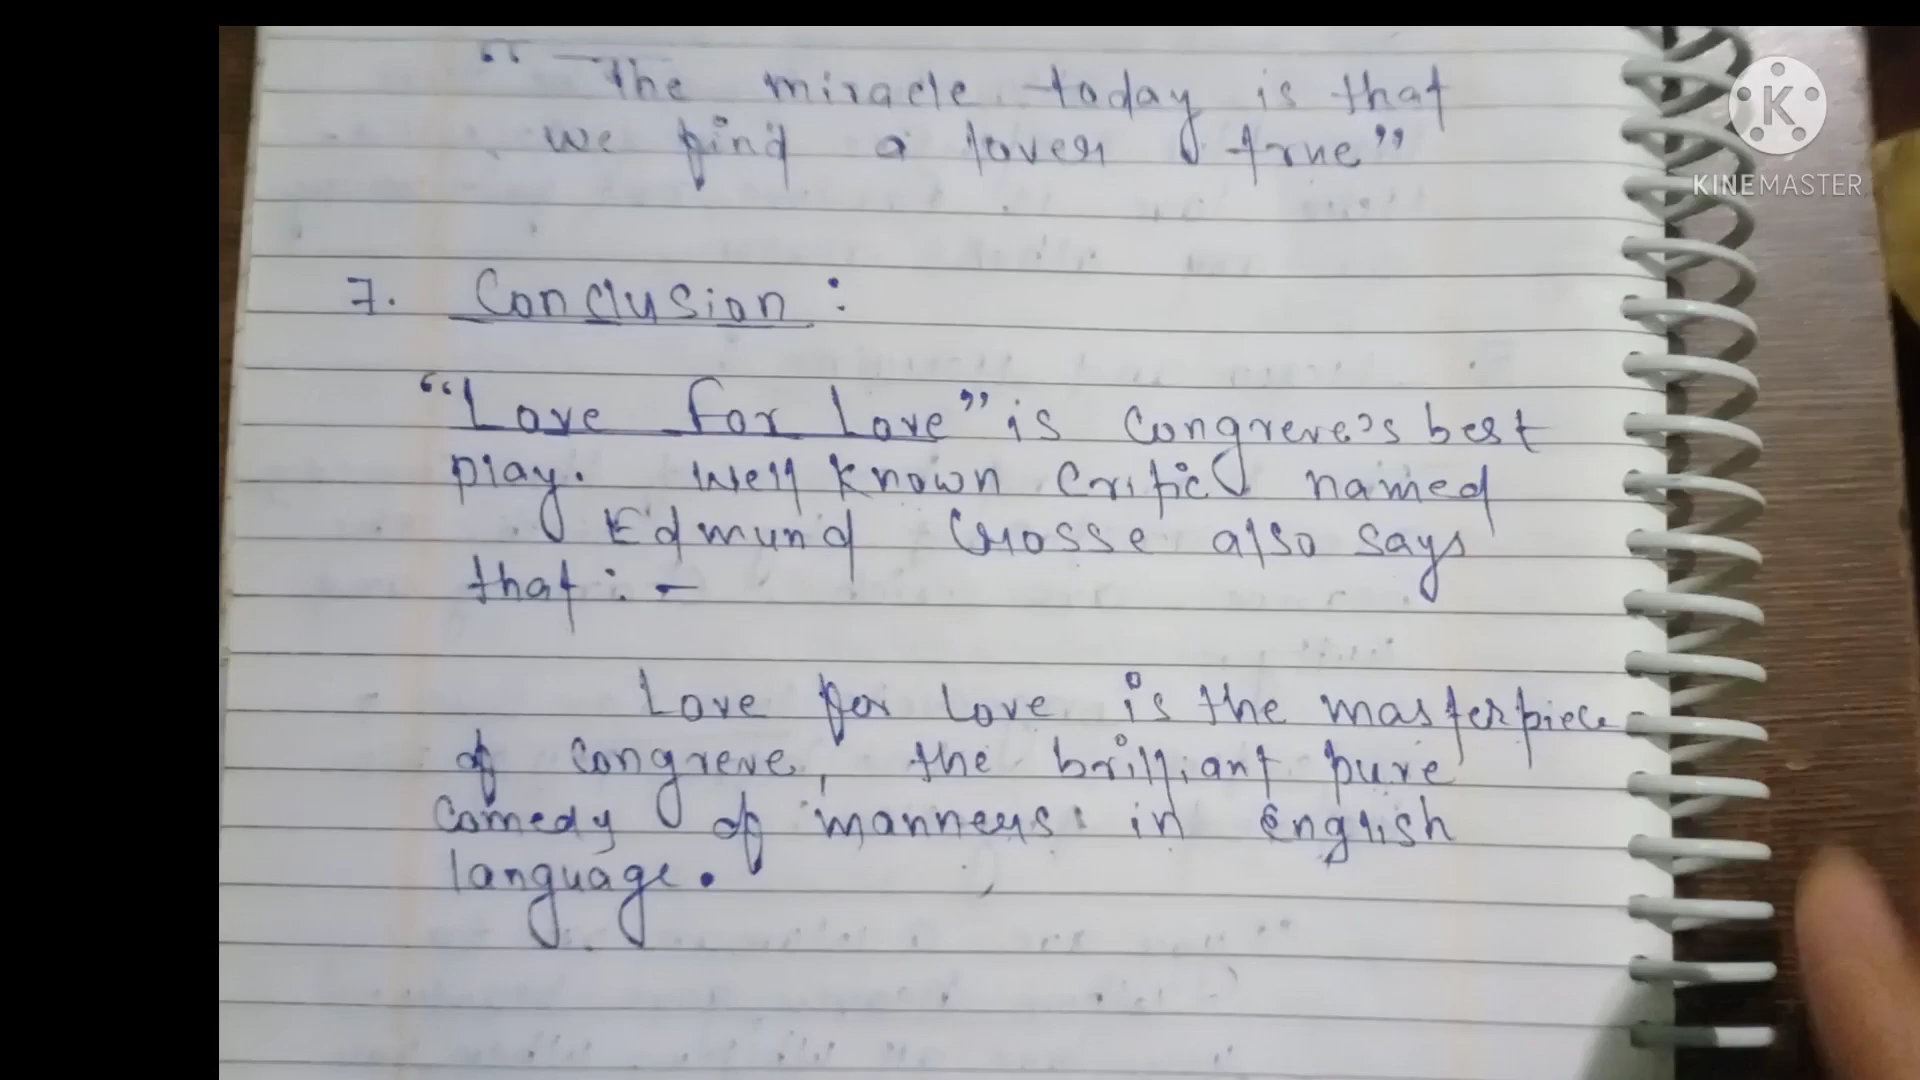 “ The miracle today is that
we find a lover true”
7. Conclusion :
“Love For Love” is Congreve's best
play. Well known critic named
Edmund Grosse also says
that : -
Love for Love is the masterpiece
of Congreve, the brilliant pure
comedy of manners in English
language.
K
KINEMASTER